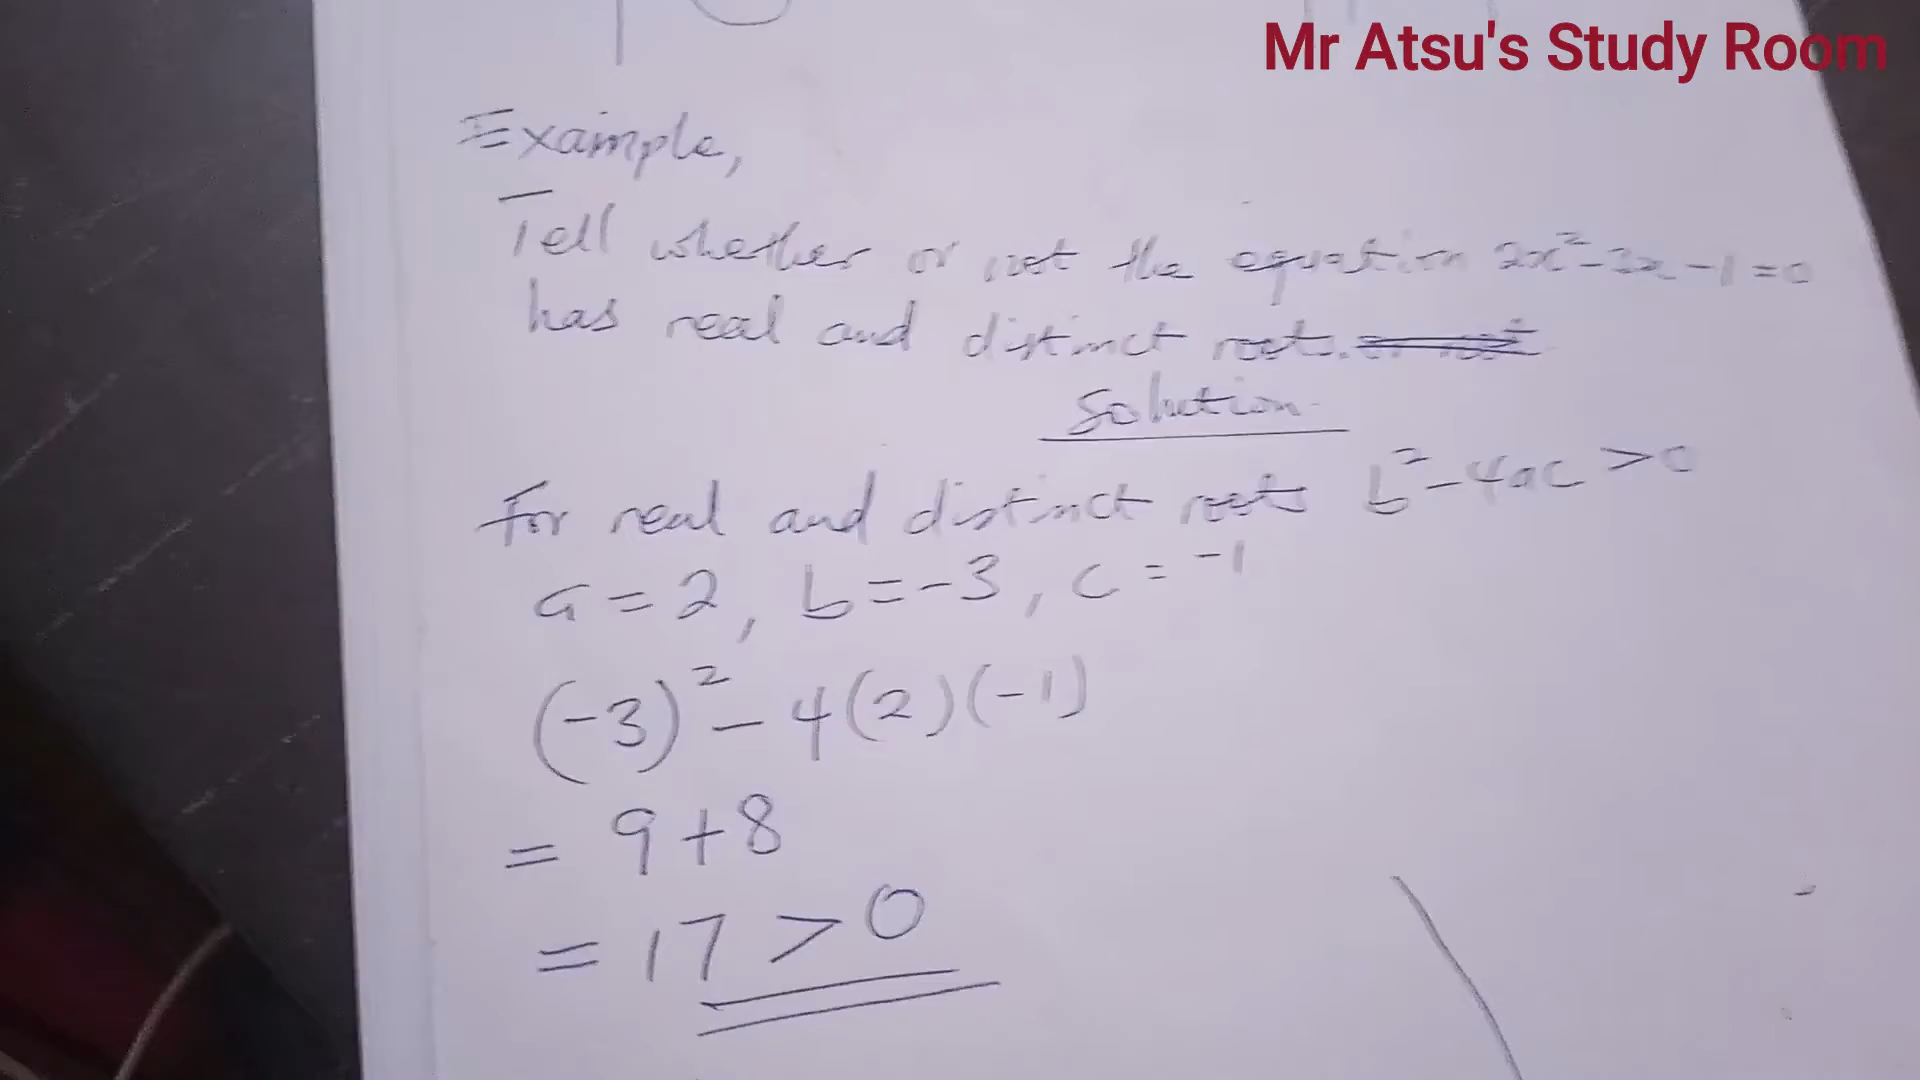 Mr Atsu's Study Room
Example,
Tell whether or not the equation 2x²-3x-1=0
has real and distinct roots.
Solution
For real and distinct roots b²-4ac >0
a = 2, b = -3, c = -1
(-3)² - 4(2)(-1)
= 9+8
= 17 > 0